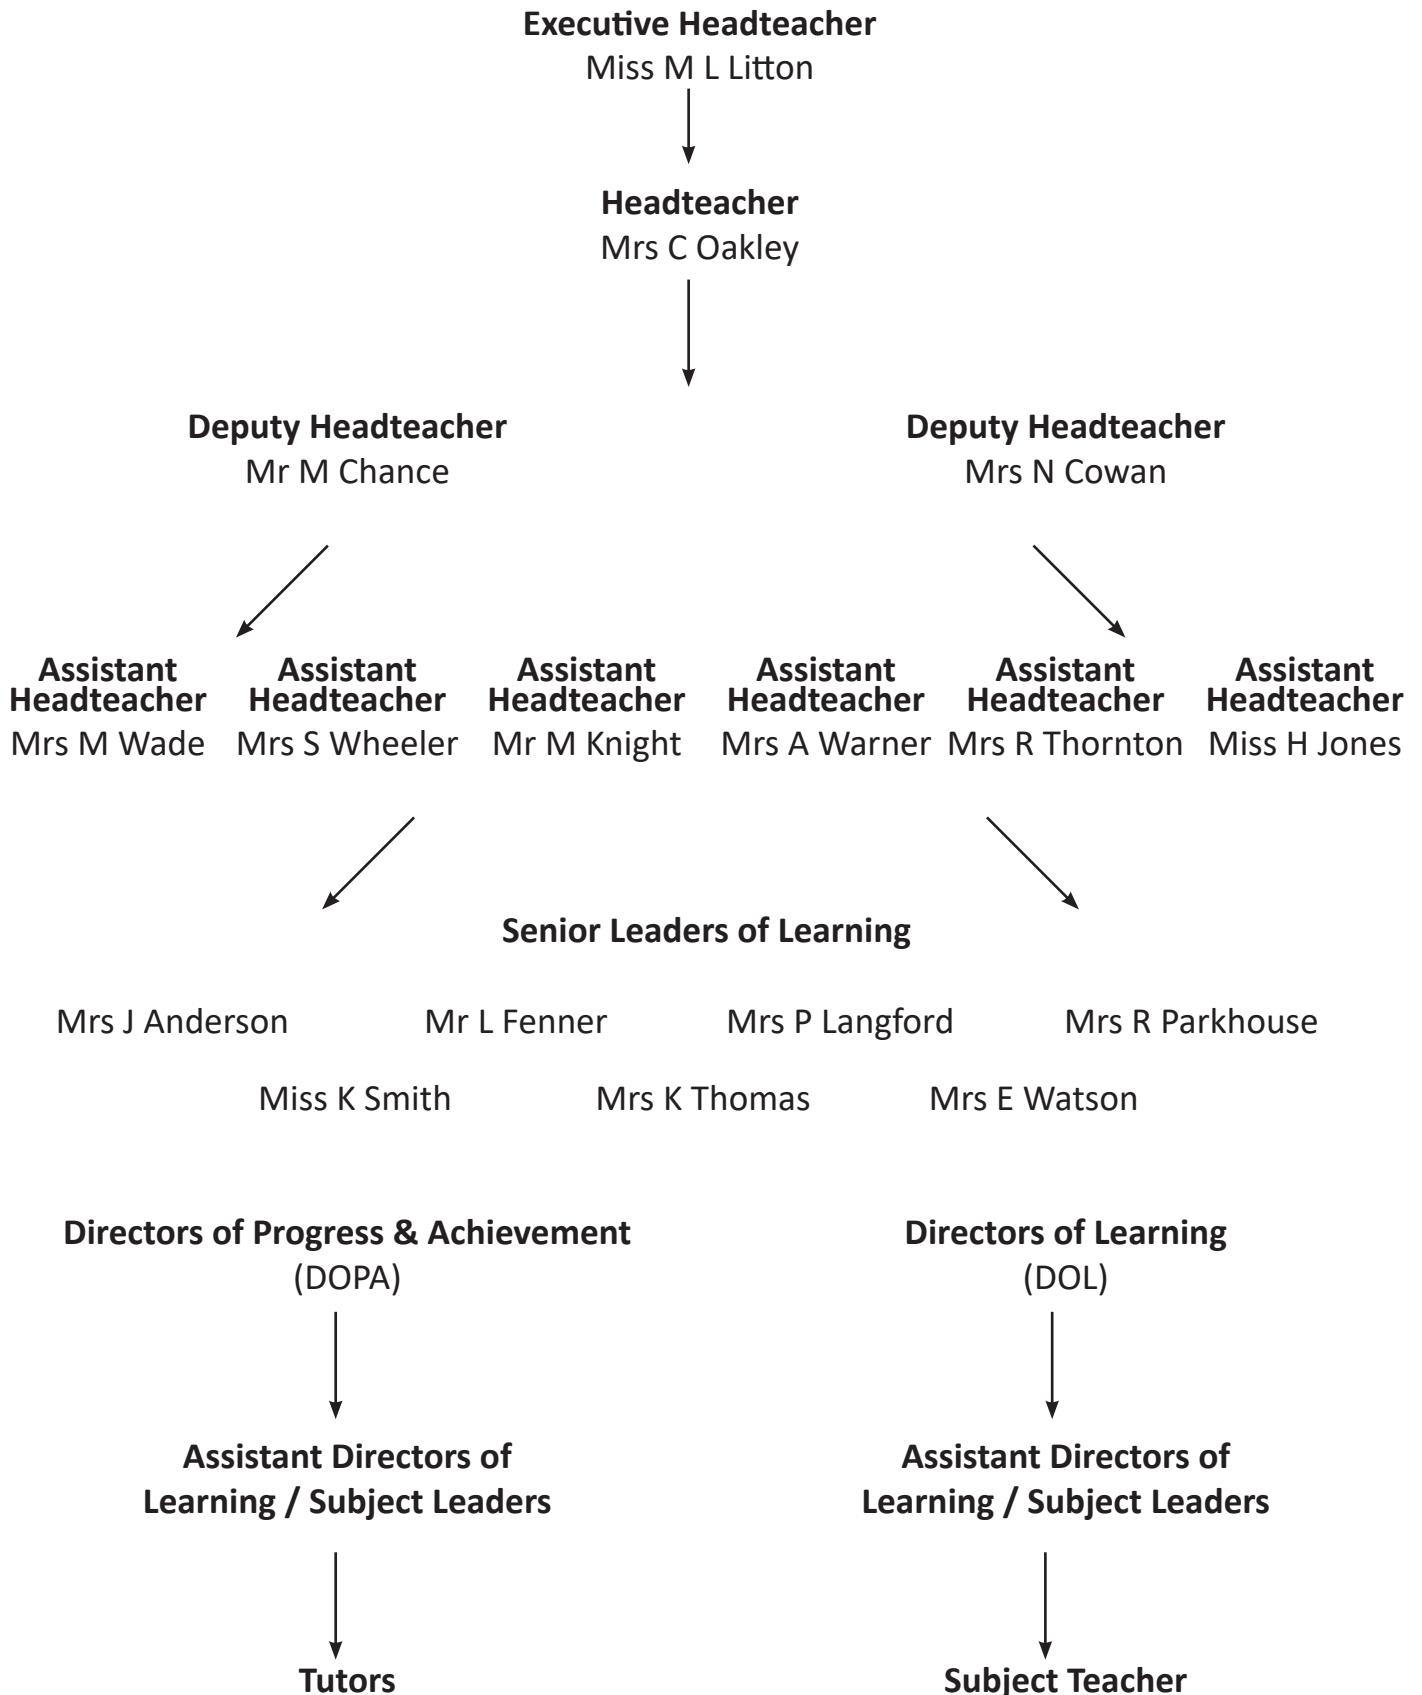 Executive Headteacher
Miss M L Litton
Headteacher
Mrs C Oakley
Deputy Headteacher
Mr M Chance
Deputy Headteacher
Mrs N Cowan
Assistant
Headteacher
Mrs M Wade
Assistant
Headteacher
Mrs S Wheeler
Assistant
Headteacher
Mr M Knight
Assistant
Headteacher
Mrs A Warner
Assistant
Headteacher
Mrs R Thornton
Assistant
Headteacher
Miss H Jones
Senior Leaders of Learning
Mrs J Anderson
Mr L Fenner
Mrs P Langford
Mrs R Parkhouse
Miss K Smith
Mrs K Thomas
Mrs E Watson
Directors of Progress & Achievement
(DOPA)
Assistant Directors of
Learning / Subject Leaders
Tutors
Directors of Learning
(DOL)
Assistant Directors of
Learning / Subject Leaders
Subject Teacher